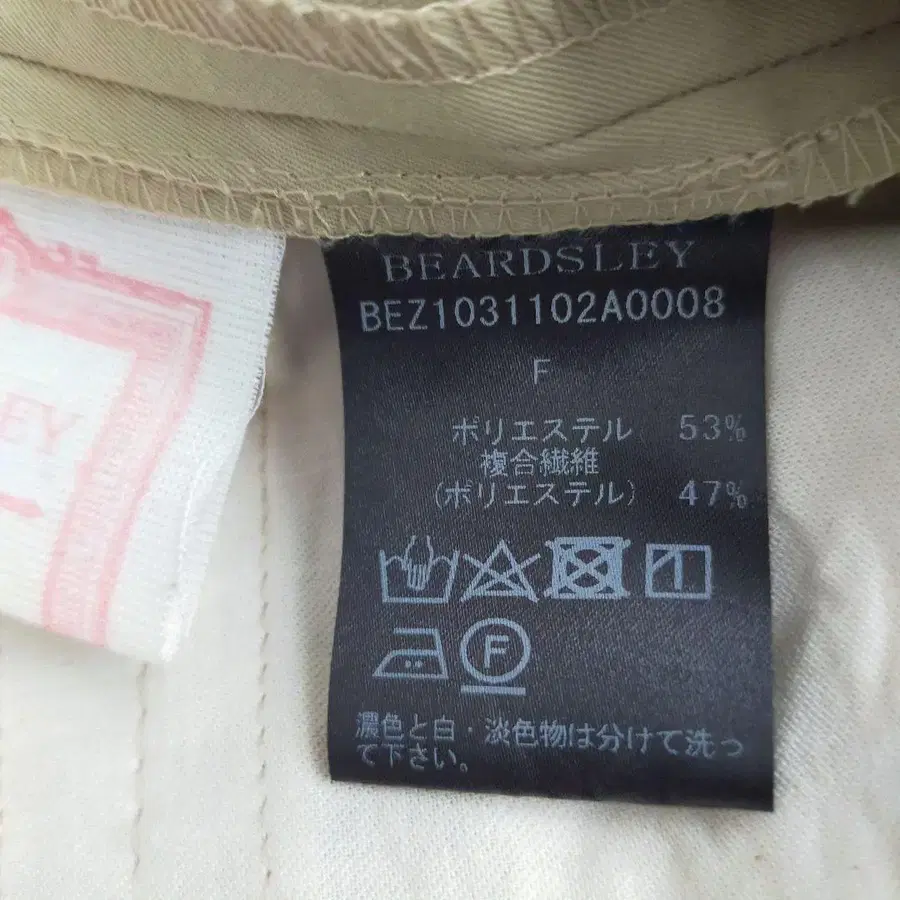 BEARDSLEY
BEZ1031102A0008
F
ポリエステル 53%
複合繊維
(ポリエステル) 47%
F
濃色と白・淡色物は分けて洗っ
て下さい。
EY